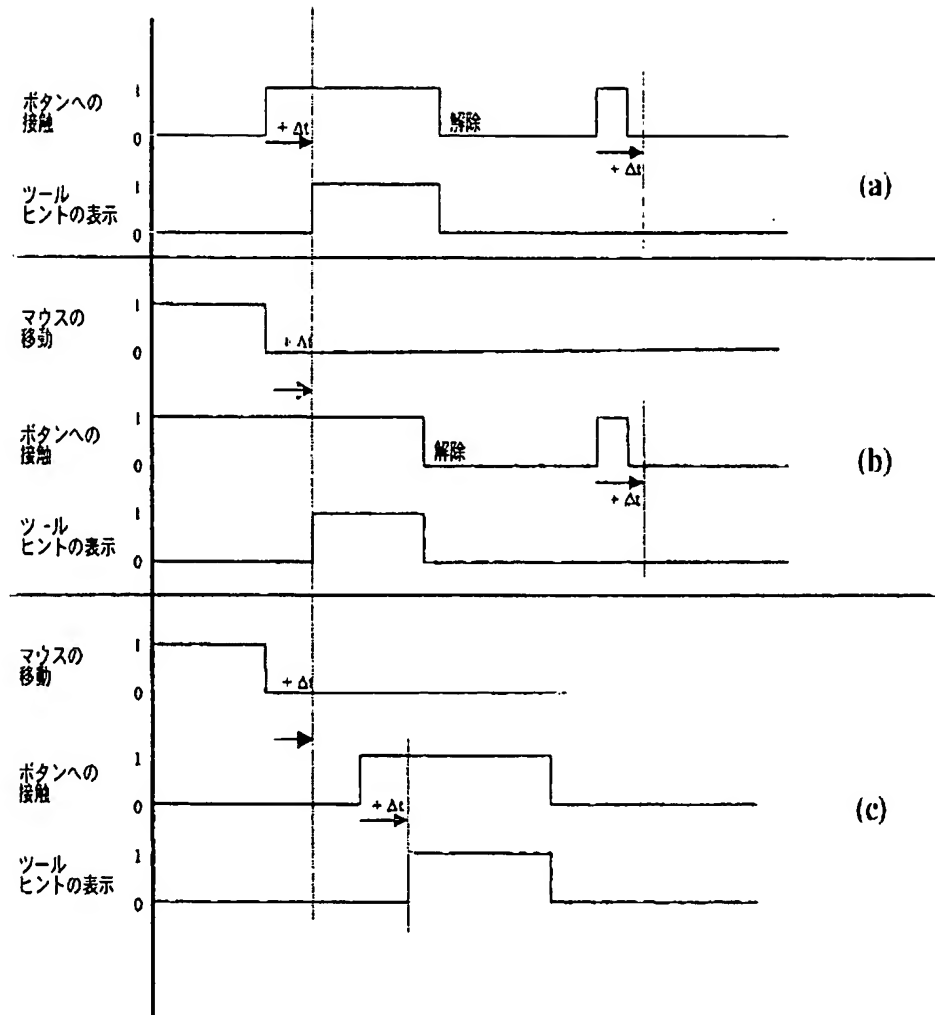 ボタンへの
接触
1
0
+ Δt
解除
+ Δt
ツール
ヒントの表示
1
0
(a)
マウスの
移動
1
0
+ Δt
ボタンへの
接触
1
0
解除
+ Δt
(b)
ツール
ヒントの表示
1
0
マウスの
移動
1
0
+ Δt
ボタンへの
接触
1
0
+ Δt
(c)
ツール
ヒントの表示
1
0